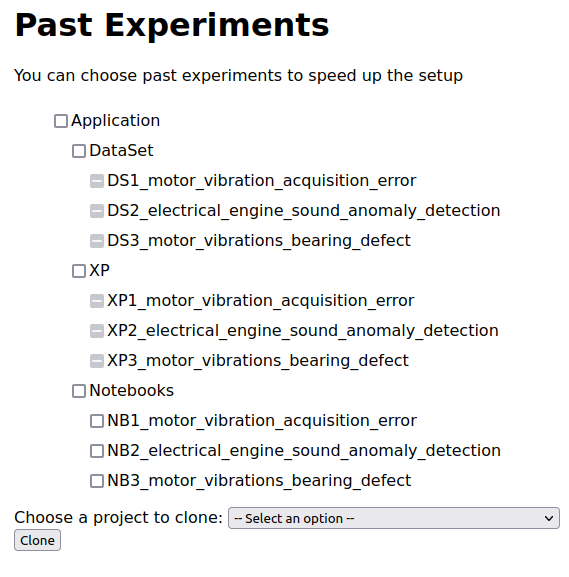 Past Experiments
You can choose past experiments to speed up the setup
Application
DataSet
DS1_motor_vibration_acquisition_error
DS2_electrical_engine_sound_anomaly_detection
DS3_motor_vibrations_bearing_defect
XP
XP1_motor_vibration_acquisition_error
XP2_electrical_engine_sound_anomaly_detection
XP3_motor_vibrations_bearing_defect
Notebooks
NB1_motor_vibration_acquisition_error
NB2_electrical_engine_sound_anomaly_detection
NB3_motor_vibrations_bearing_defect
Choose a project to clone: -- Select an option --
Clone